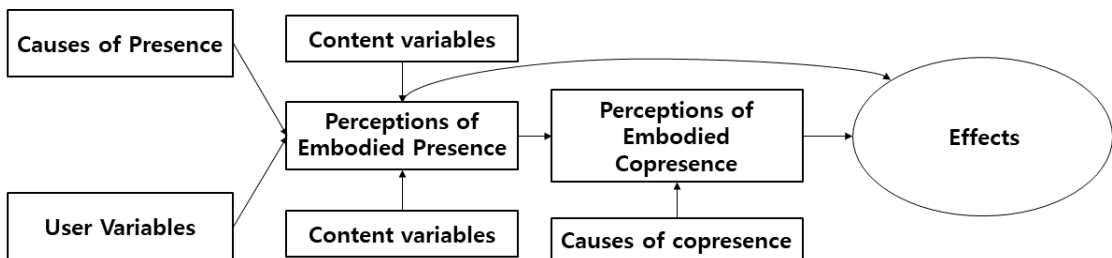 Causes of Presence
Content variables
Perceptions of
Embodied Presence
Perceptions of
Embodied
Copresence
Effects
User Variables
Content variables
Causes of copresence